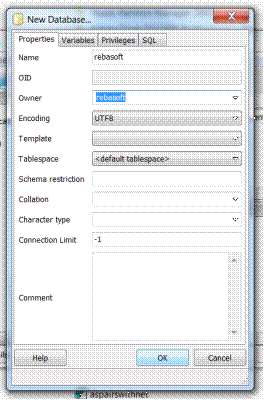 New Database...
Properties Variables Privileges SQL
Name rebasoft
OID
Owner rebasoft
Encoding UTF8
Template
Tablespace <default tablespace>
Schema restriction
Collation
Character type
Connection Limit -1
Comment
Help OK Cancel
aspairswithnet